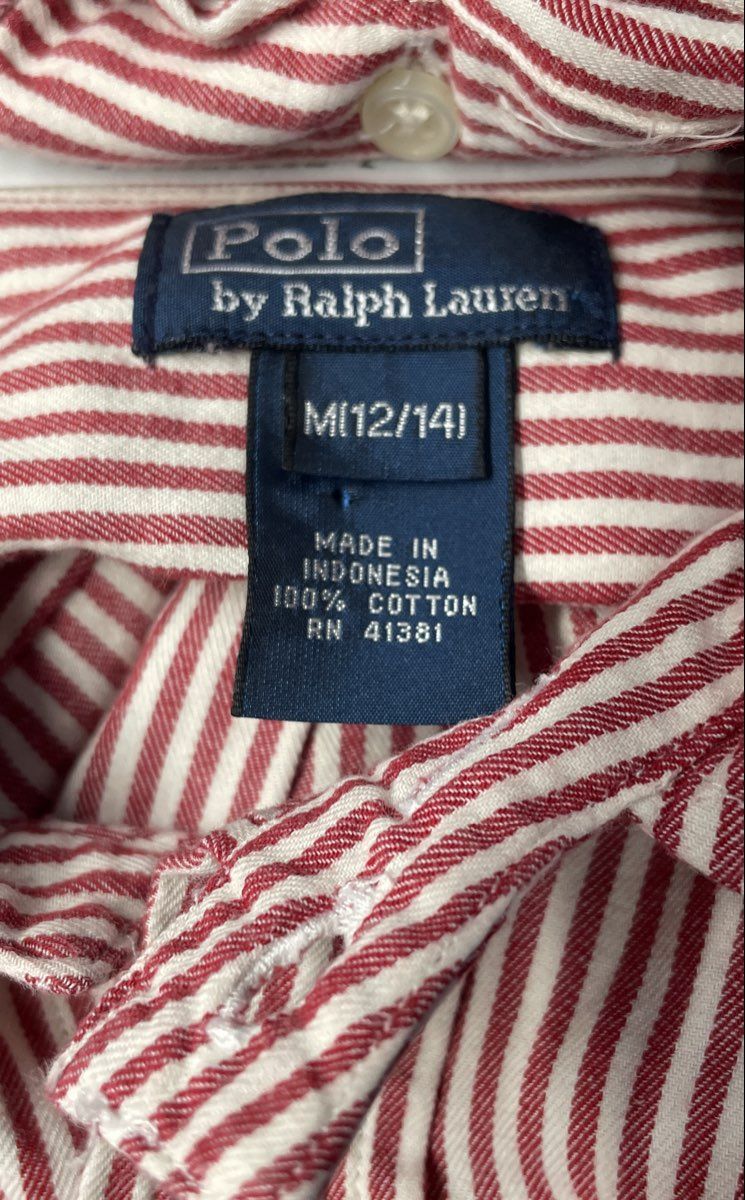 Polo
by Ralph Lauren
M(12/14)
MADE IN
INDONESIA
100% COTTON
RN 41381